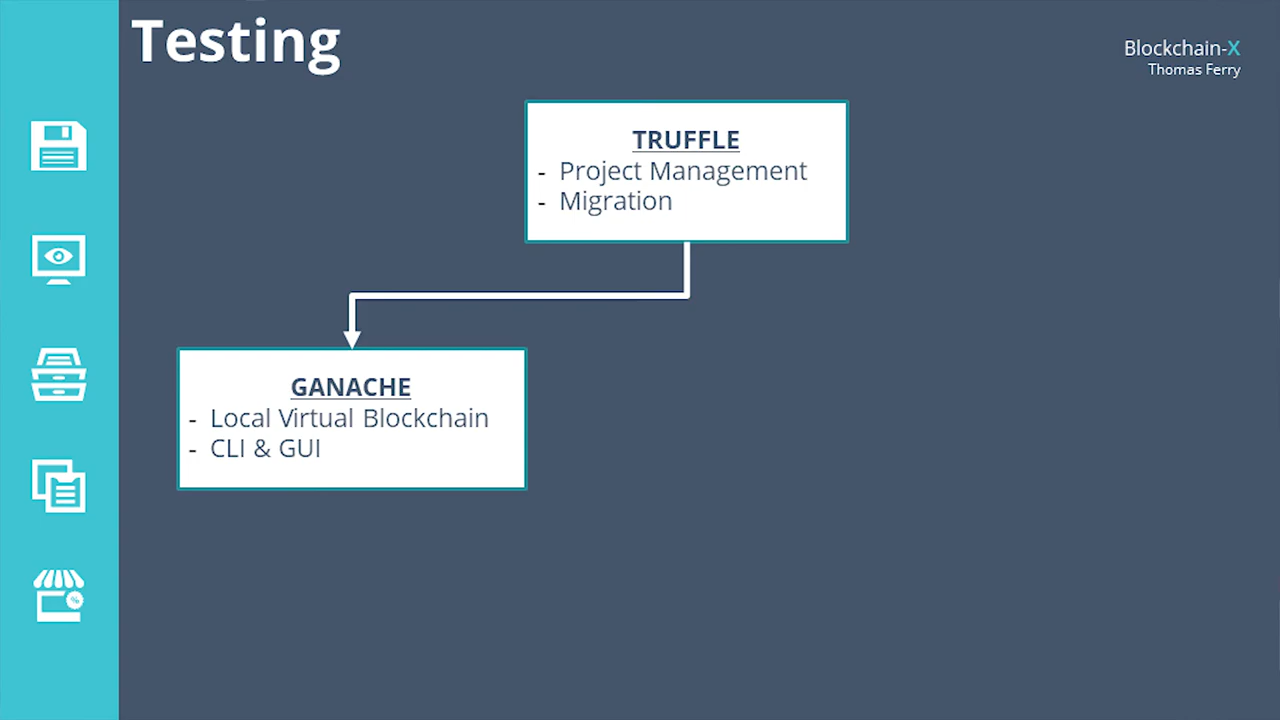 Testing
Blockchain-X
Thomas Ferry
TRUFFLE
- Project Management
- Migration
GANACHE
- Local Virtual Blockchain
- CLI & GUI
%